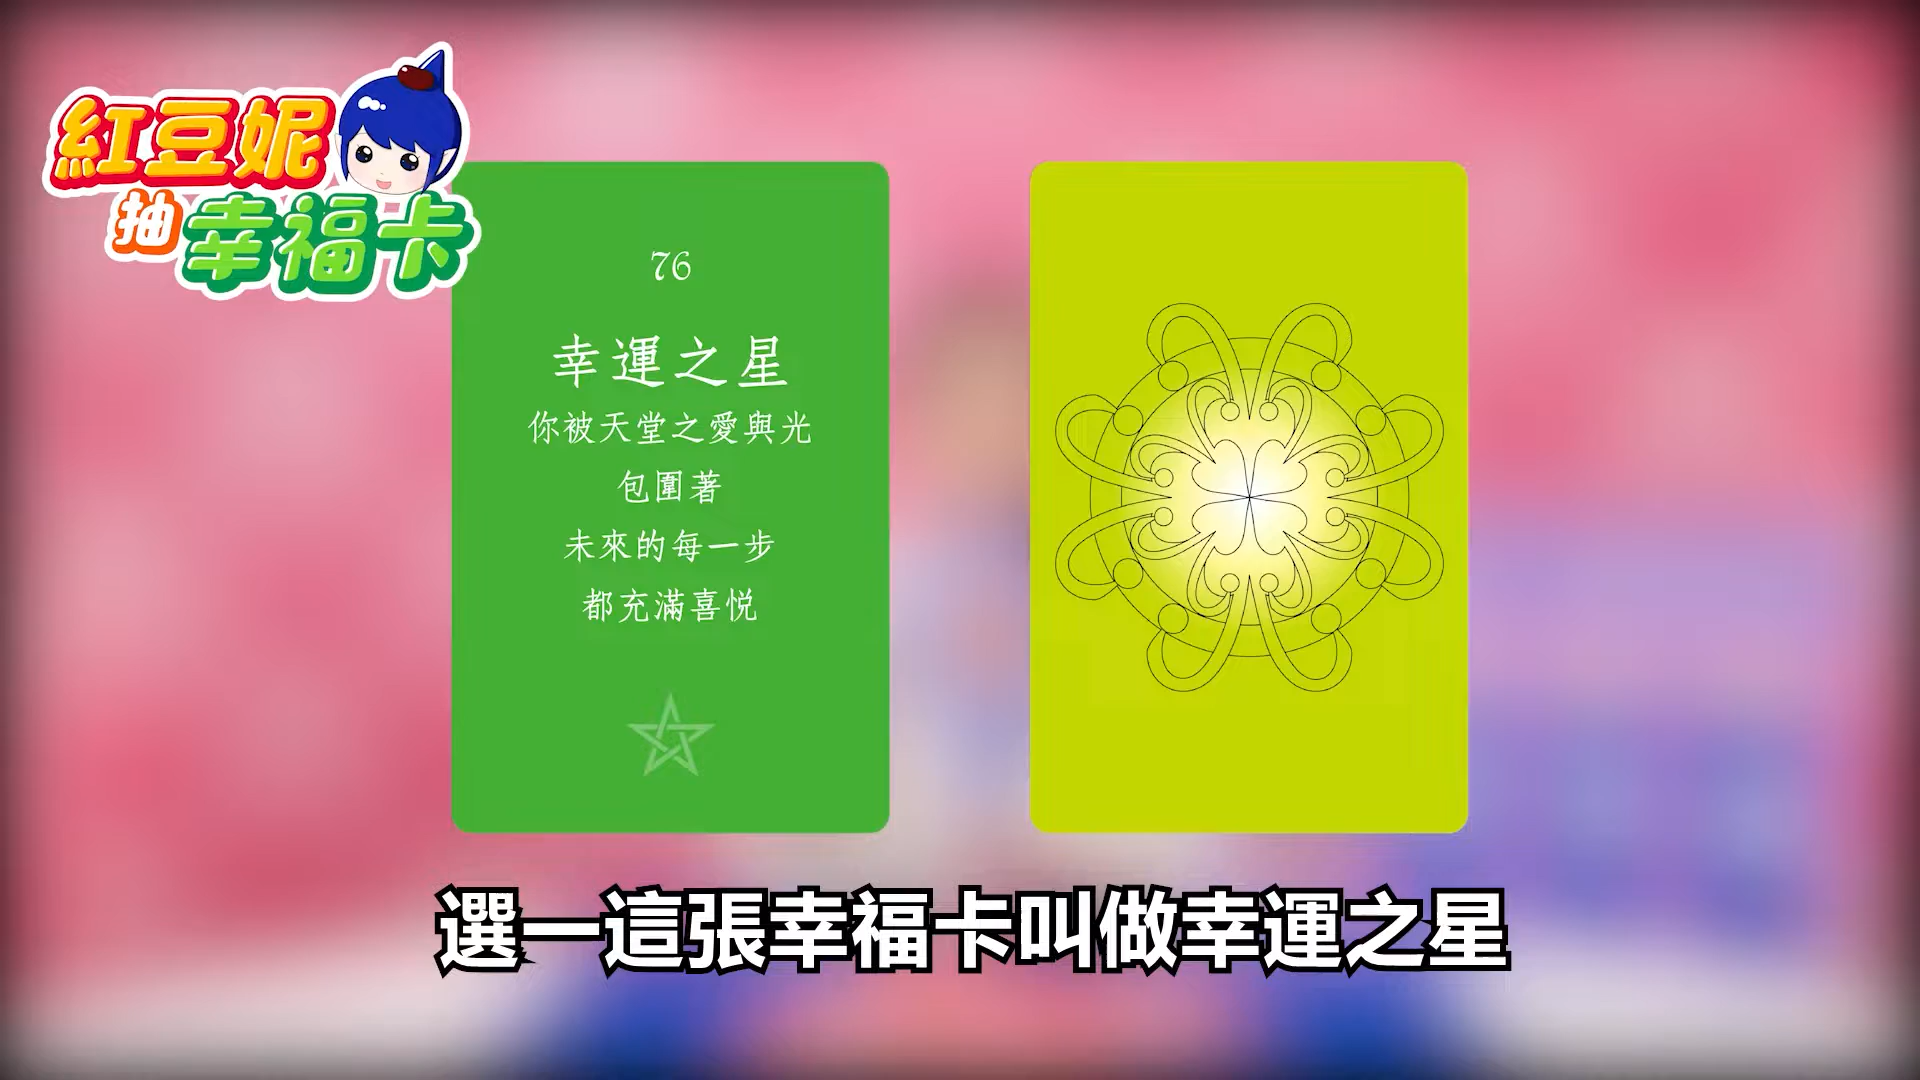 紅豆妮
抽幸福卡
76
幸運之星
你被天堂之愛與光
包圍著
未來的每一步
都充滿喜悅
選一這張幸福卡叫做幸運之星